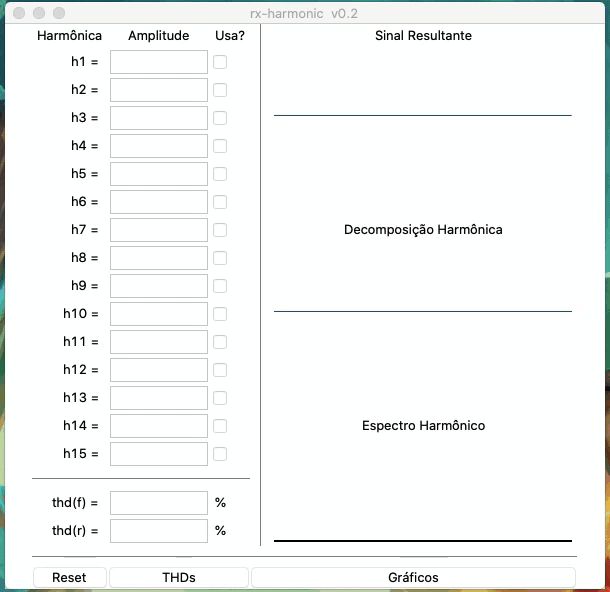 rx-harmonic v0.2
Harmônica Amplitude Usa?
h1 =
h2 =
h3 =
h4 =
h5 =
h6 =
h7 =
h8 =
h9 =
h10 =
h11 =
h12 =
h13 =
h14 =
h15 =
thd(f) = %
thd(r) = %
Sinal Resultante
Decomposição Harmônica
Espectro Harmônico
Reset THDs Gráficos